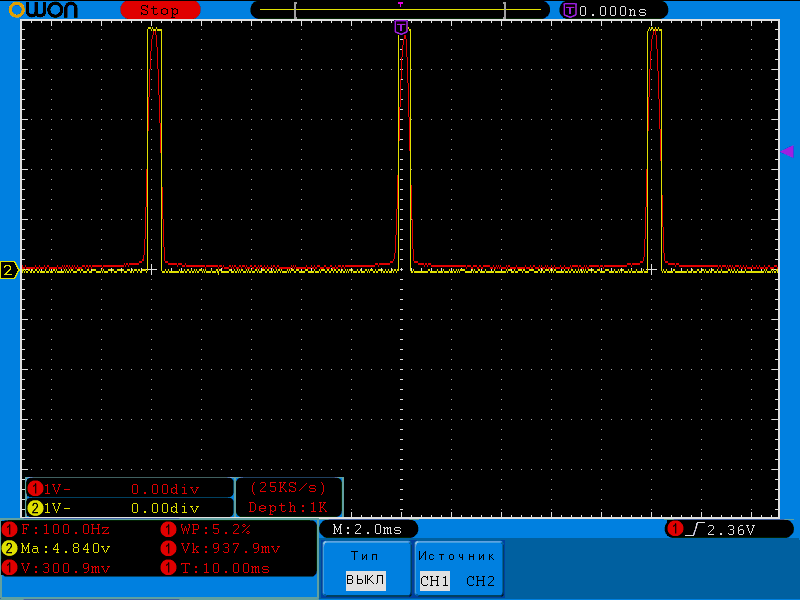 OWON Stop T T 0.000ns
T
2
1 1V- 0.00div (25KS/s)
2 1V- 0.00div Depth:1K
1 F:100.0Hz 1 WP:5.2% M:2.0ms 1 2.36V
2 Ma:4.840v 1 Vk:937.9mv Тип Источник
1 V:300.9mv 1 T:10.00ms ВЫКЛ CH1 CH2